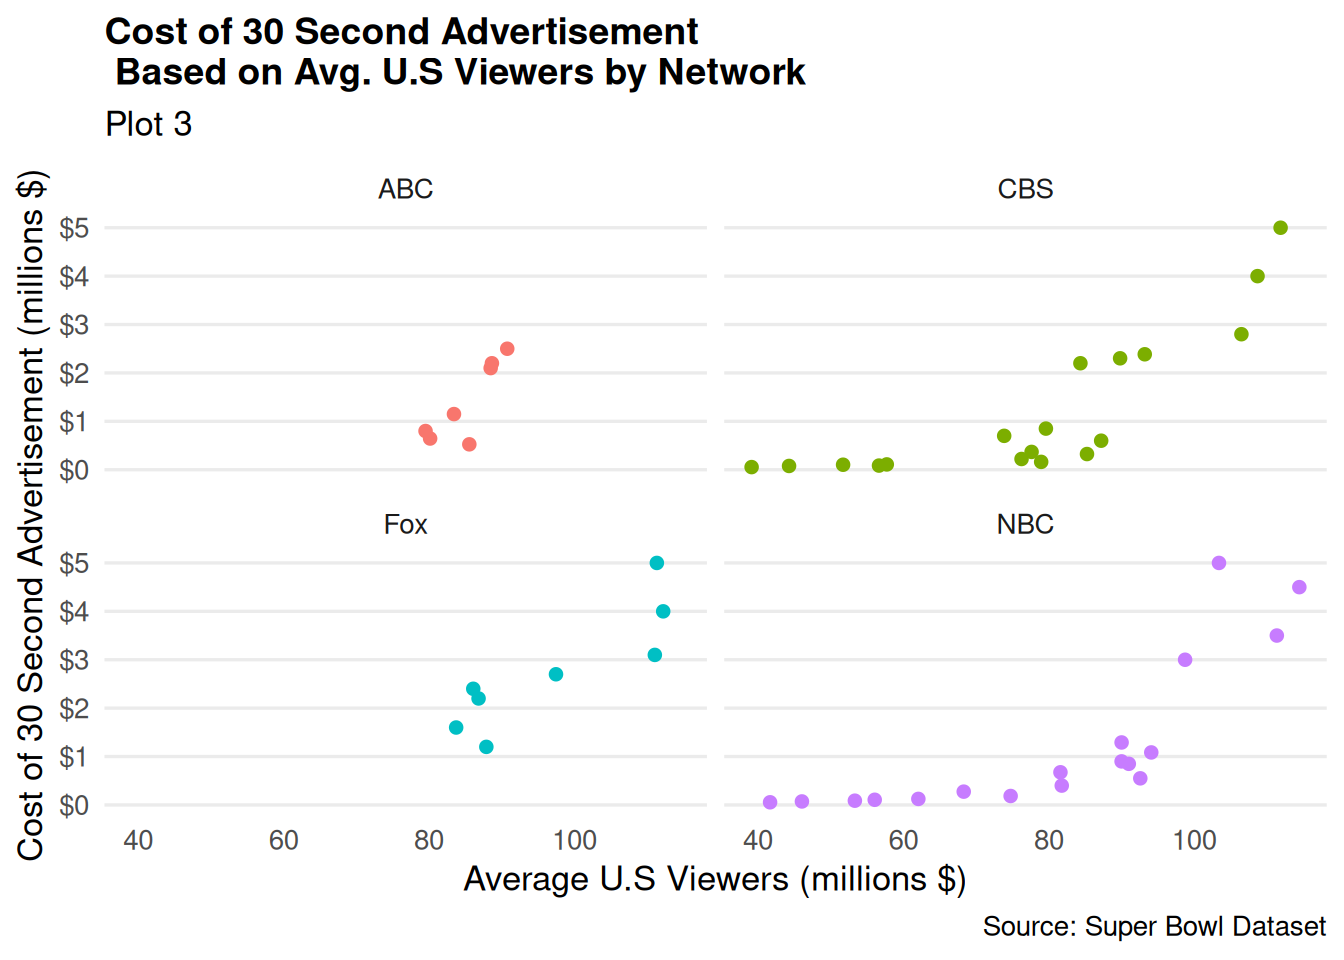 Cost of 30 Second Advertisement
Based on Avg. U.S Viewers by Network
Plot 3
Cost of 30 Second Advertisement (millions $)
ABC
CBS
$5
$4
$3
$2
$1
$0
Fox
NBC
$5
$4
$3
$2
$1
$0
40 60 80 100 40 60 80 100
Average U.S Viewers (millions $)
Source: Super Bowl Dataset